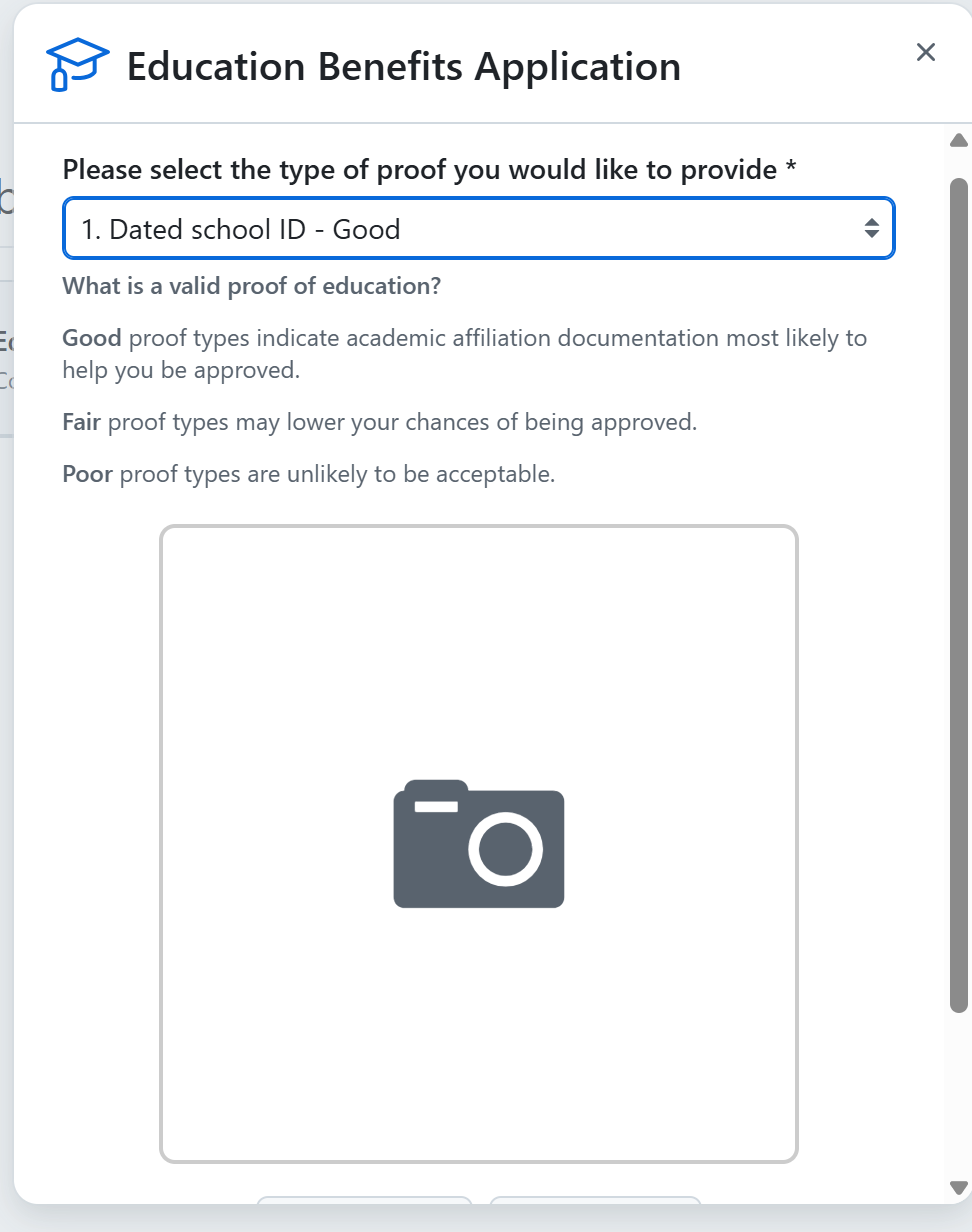 Education Benefits Application
Please select the type of proof you would like to provide *
1. Dated school ID - Good
What is a valid proof of education?
Good proof types indicate academic affiliation documentation most likely to
help you be approved.
Fair proof types may lower your chances of being approved.
Poor proof types are unlikely to be acceptable.